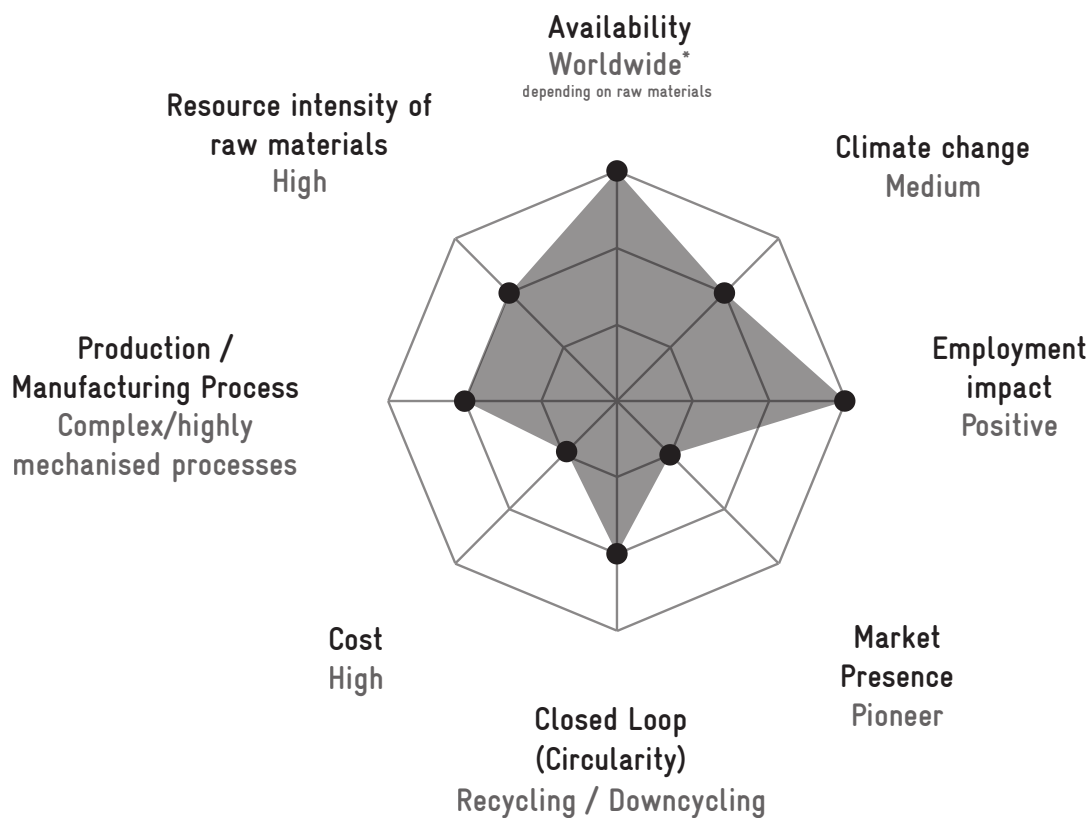 Availability
Worldwide*
depending on raw materials
Resource intensity of
raw materials
High
Climate change
Medium
Production /
Manufacturing Process
Complex/highly
mechanised processes
Employment
impact
Positive
Cost
High
Market
Presence
Pioneer
Closed Loop
(Circularity)
Recycling / Downcycling